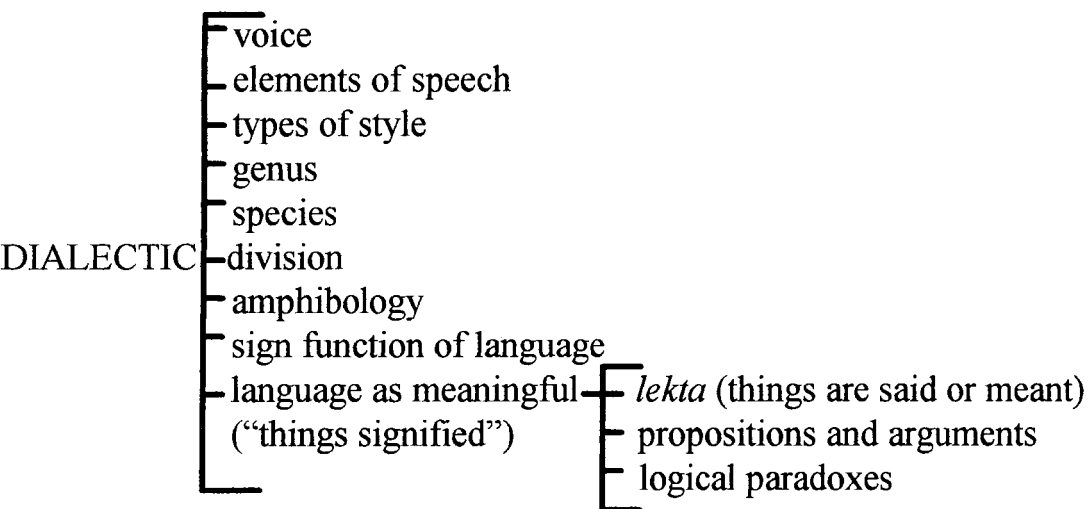 voice
elements of speech
types of style
genus
species
DIALECTIC division
amphibology
sign function of language
language as meaningful lekta (things are said or meant)
(“things signified”) propositions and arguments
logical paradoxes